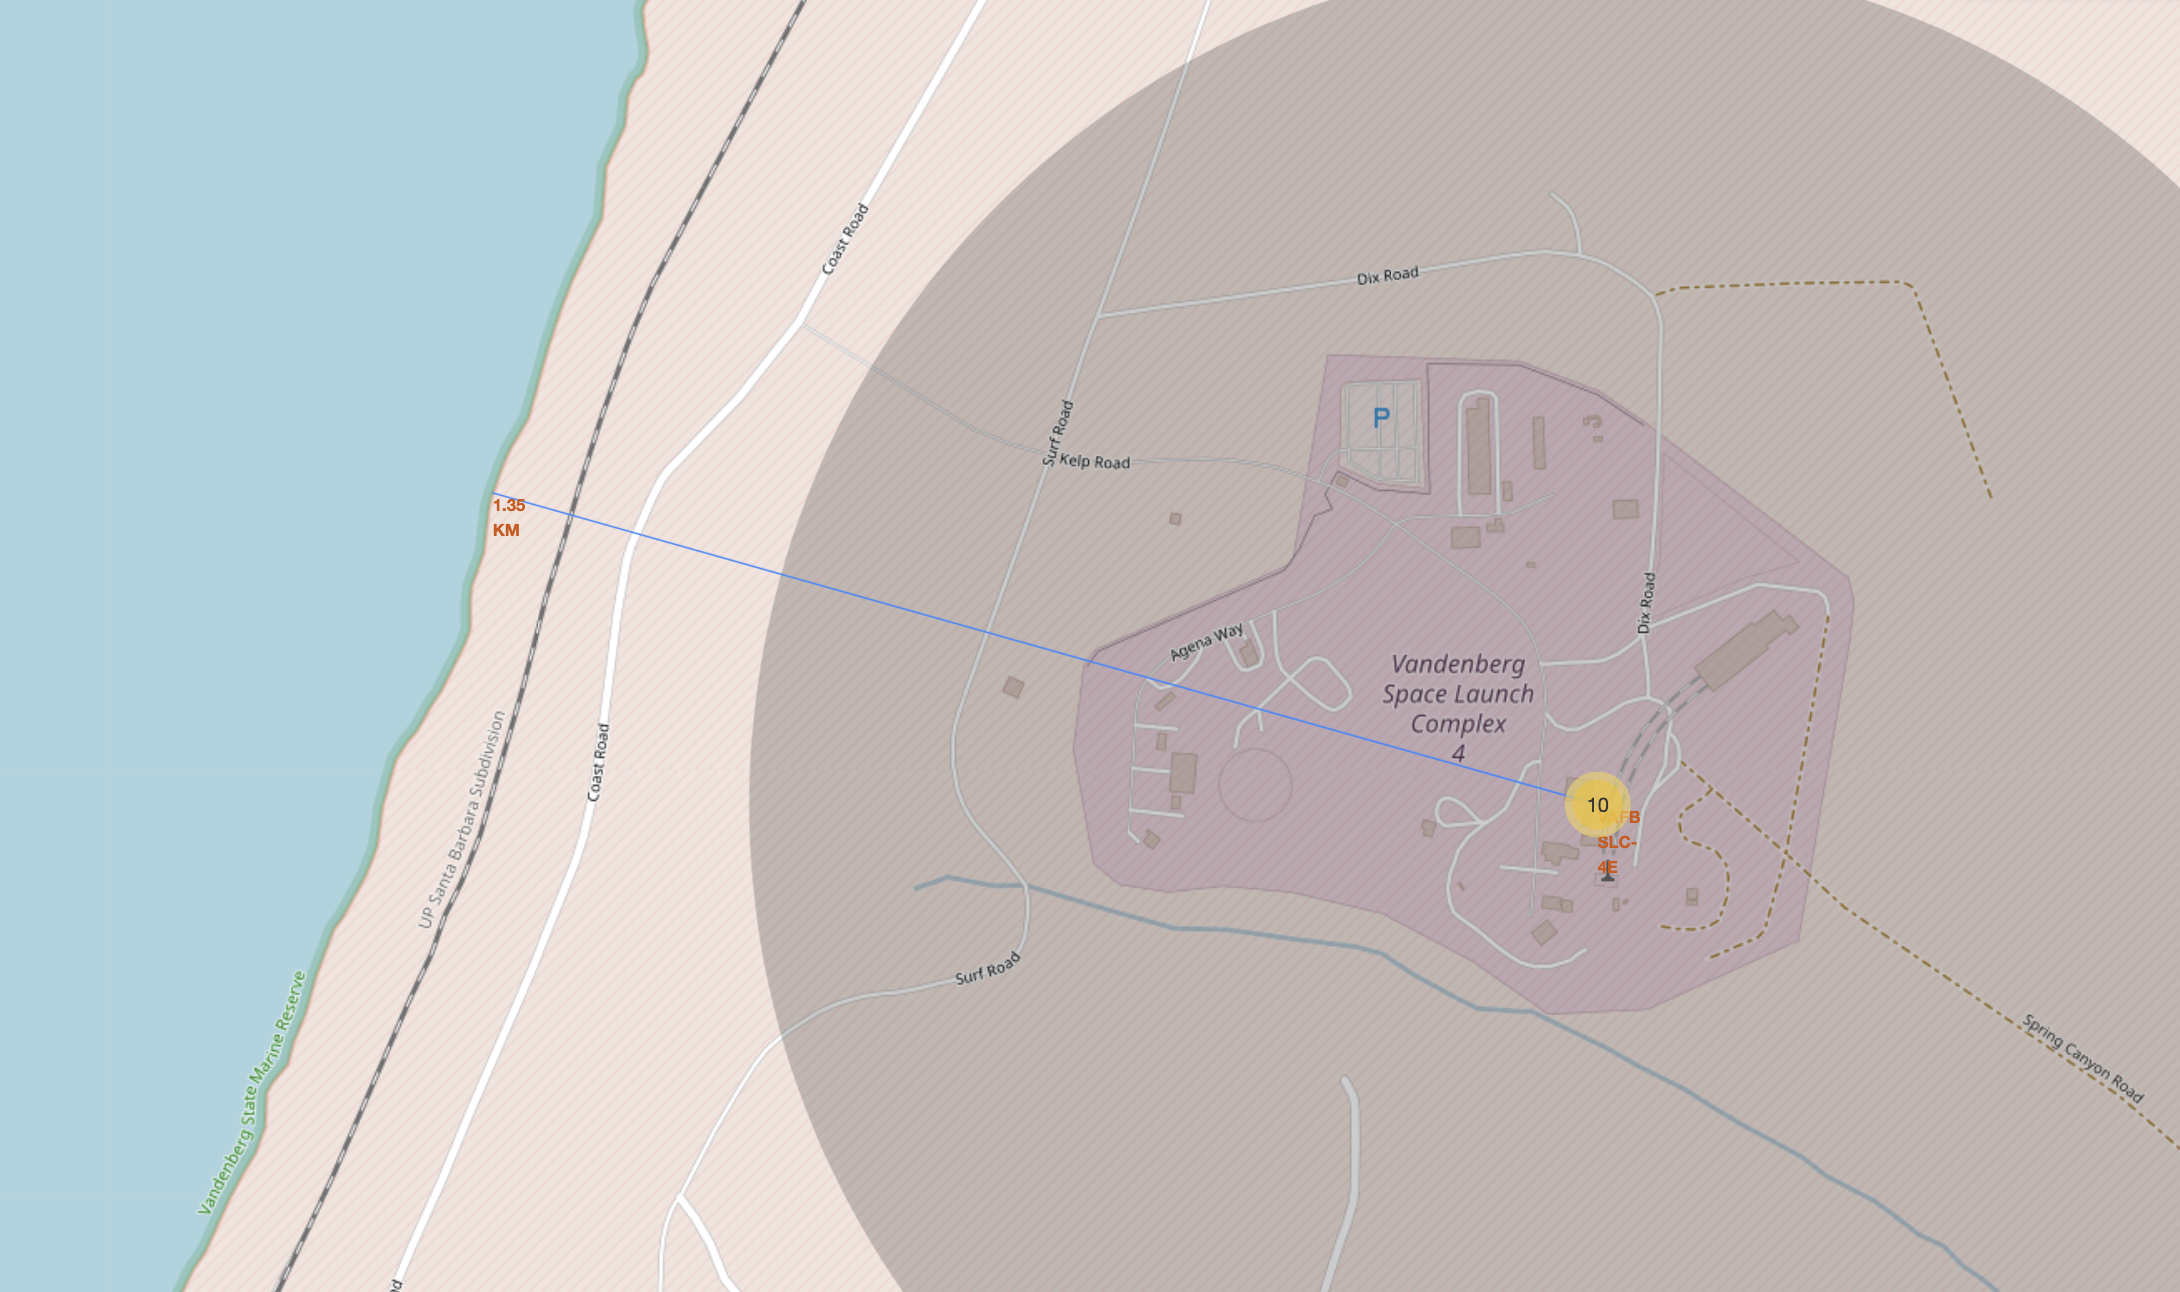 Coast Road
Dix Road
P
Surf Road
Kelp Road
1.35
KM
Dix Road
Agena Way
Vandenberg
Space Launch
Complex
4
UP Santa Barbara Subdivision
Coast Road
10
VAFB
SLC-
4E
Surf Road
Vandenberg State Marine Reserve
Spring Canyon Road